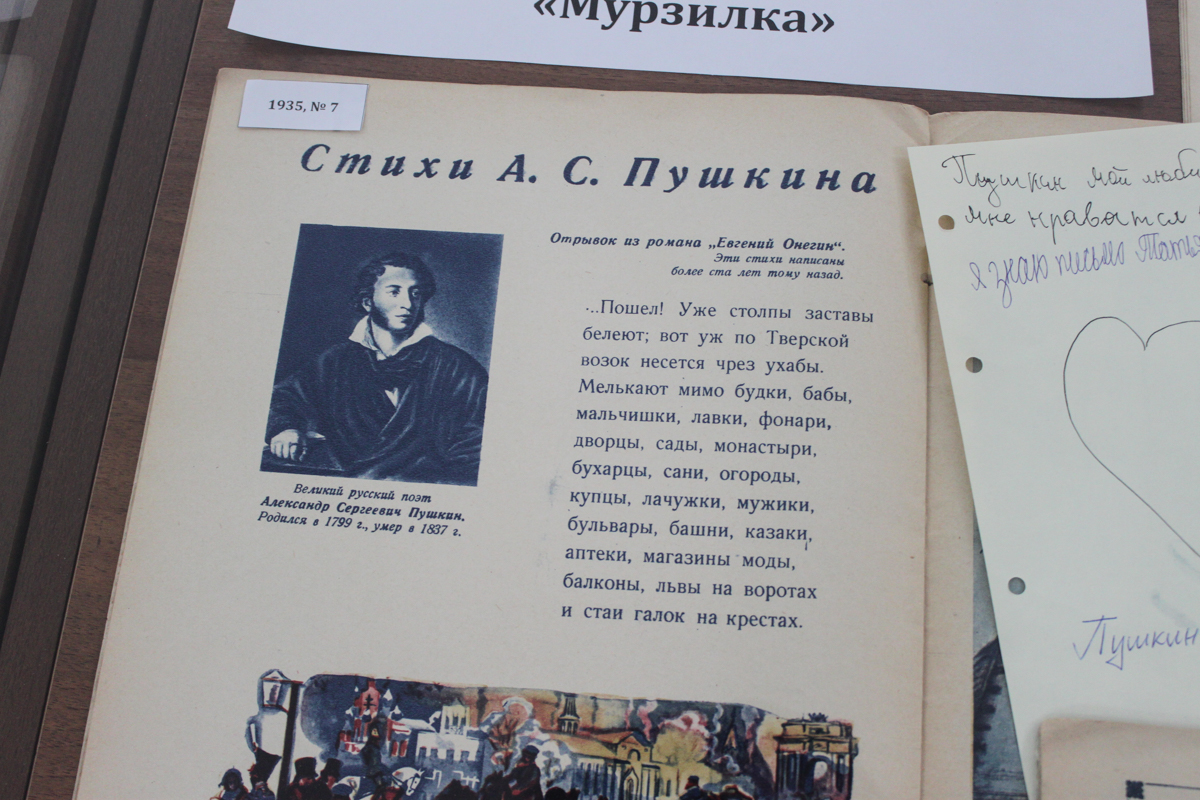 «Мурзилка»
1935, № 7
Стихи А. С. Пушкина
Отрывок из романа „Евгений Онегин“.
Эти стихи написаны
более ста лет тому назад.
...Пошел! Уже столпы заставы
белеют; вот уж по Тверской
возок несется чрез ухабы.
Мелькают мимо будки, бабы,
мальчишки, лавки, фонари,
дворцы, сады, монастыри,
бухарцы, сани, огороды,
купцы, лачужки, мужики,
бульвары, башни, казаки,
аптеки, магазины моды,
балконы, львы на воротах
и стаи галок на крестах.
Великий русский поэт
Александр Сергеевич Пушкин.
Родился в 1799 г., умер в 1837 г.
Пушкин мой люби
мне нравятся
я знаю письмо Тать
Пушкин